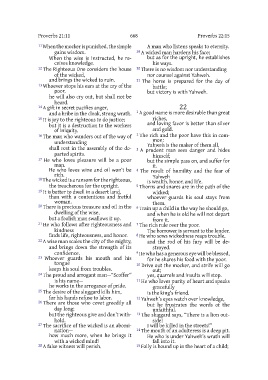 Proverbs 21:11
668
Proverbs 22:15
11 When the mocker is punished, the simple
gains wisdom.
When the wise is instructed, he re-
ceives knowledge.
12 The Righteous One considers the house
of the wicked,
and brings the wicked to ruin.
13 Whoever stops his ears at the cry of the
poor,
he will also cry out, but shall not be
heard.
14 A gift in secret pacifies anger,
and a bribe in the cloak, strong wrath.
15 It is joy to the righteous to do justice;
but it is a destruction to the workers
of iniquity.
16 The man who wanders out of the way of
understanding
shall rest in the assembly of the de-
parted spirits.
17 He who loves pleasure will be a poor
man.
He who loves wine and oil won't be
rich.
18 The wicked is a ransom for the righteous,
the treacherous for the upright.
19 It is better to dwell in a desert land,
than with a contentious and fretful
woman.
20 There is precious treasure and oil in the
dwelling of the wise,
but a foolish man swallows it up.
21 He who follows after righteousness and
kindness
finds life, righteousness, and honor.
22 A wise man scales the city of the mighty,
and brings down the strength of its
confidence.
23 Whoever guards his mouth and his
tongue
keeps his soul from troubles.
24 The proud and arrogant man—"Scoffer"
is his name—
he works in the arrogance of pride.
25 The desire of the sluggard kills him,
for his hands refuse to labor.
26 There are those who covet greedily all
day long;
but the righteous give and don't with-
hold.
27 The sacrifice of the wicked is an abomi-
nation—
how much more, when he brings it
with a wicked mind!
28 A false witness will perish.
A man who listens speaks to eternity.
29 A wicked man hardens his face;
but as for the upright, he establishes
his ways.
30 There is no wisdom nor understanding
nor counsel against Yahweh.
31 The horse is prepared for the day of
battle;
but victory is with Yahweh.
22
1 A good name is more desirable than great
riches,
and loving favor is better than silver
and gold.
2 The rich and the poor have this in com-
mon:
Yahweh is the maker of them all.
3 A prudent man sees danger and hides
himself;
but the simple pass on, and suffer for
it.
4 The result of humility and the fear of
Yahweh
is wealth, honor, and life.
5 Thorns and snares are in the path of the
wicked;
whoever guards his soul stays from
them.
6 Train up a child in the way he should go,
and when he is old he will not depart
from it.
7 The rich rule over the poor.
The borrower is servant to the lender.
8 He who sows wickedness reaps trouble,
and the rod of his fury will be de-
stroyed.
9 He who has a generous eye will be blessed,
for he shares his food with the poor.
10 Drive out the mocker, and strife will go
out;
yes, quarrels and insults will stop.
11 He who loves purity of heart and speaks
gracefully
is the king's friend.
12 Yahweh's eyes watch over knowledge,
but he frustrates the words of the
unfaithful.
13 The sluggard says, "There is a lion out-
side!
I will be killed in the streets!"
14 The mouth of an adulteress is a deep pit.
He who is under Yahweh's wrath will
fall into it.
15 Folly is bound up in the heart of a child;